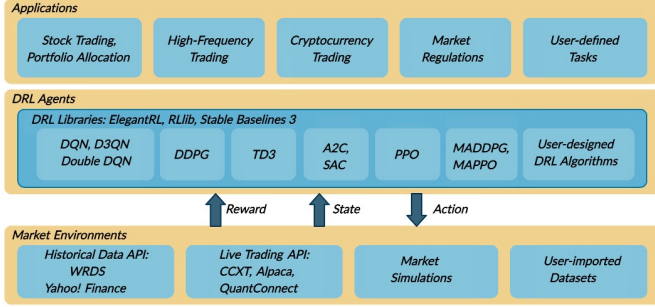 Applications
Stock Trading,
Portfolio Allocation
High-Frequency
Trading
Cryptocurrency
Trading
Market
Regulations
User-defined
Tasks
DRL Agents
DRL Libraries: ElegantRL, RLlib, Stable Baselines 3
DQN, D3QN
Double DQN
DDPG
TD3
A2C,
SAC
PPO
MADDPG,
MAPPO
User-designed
DRL Algorithms
Reward
State
Action
Market Environments
Historical Data API:
WRDS
Yahoo! Finance
Live Trading API:
CCXT, Alpaca,
QuantConnect
Market
Simulations
User-imported
Datasets